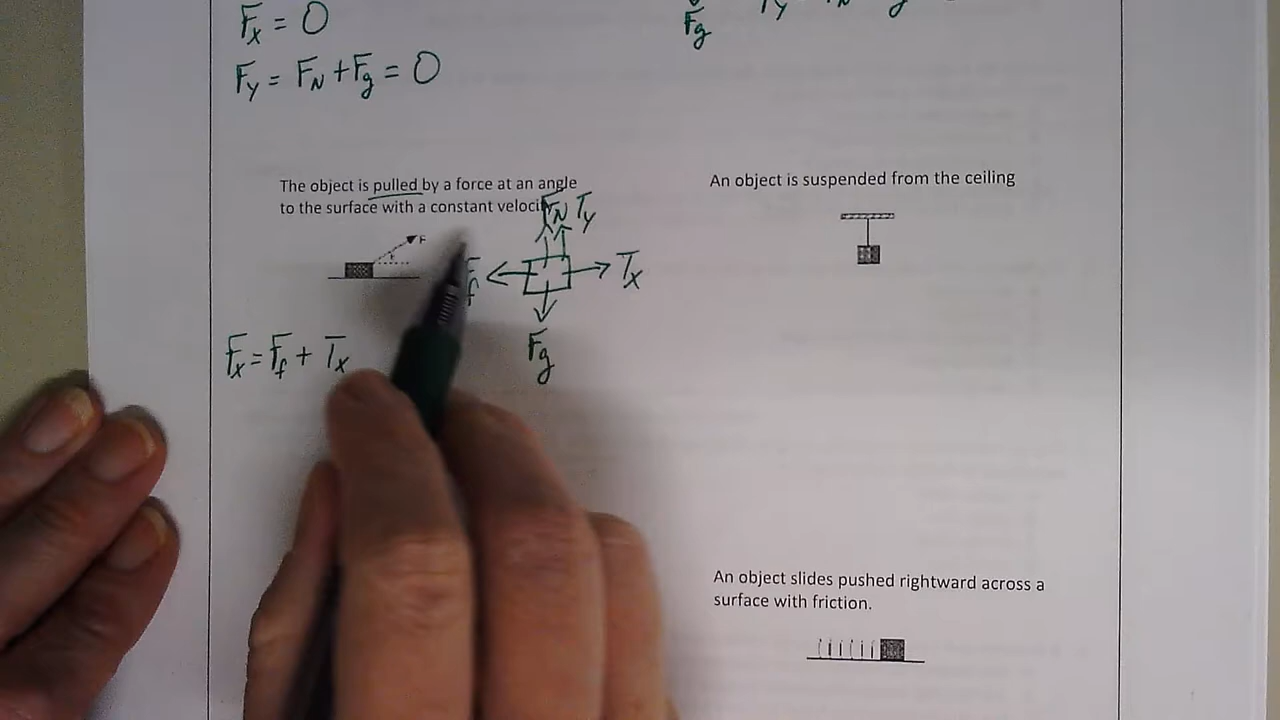 Fx = 0
Fy = FN + Fg = 0
Fg
The object is pulled by a force at an angle
to the surface with a constant
FN Ty
F
Ff
Tx
Fg
Fx = Ff + Tx
An object is suspended from the ceiling
An object slides pushed rightward across a
surface with friction.